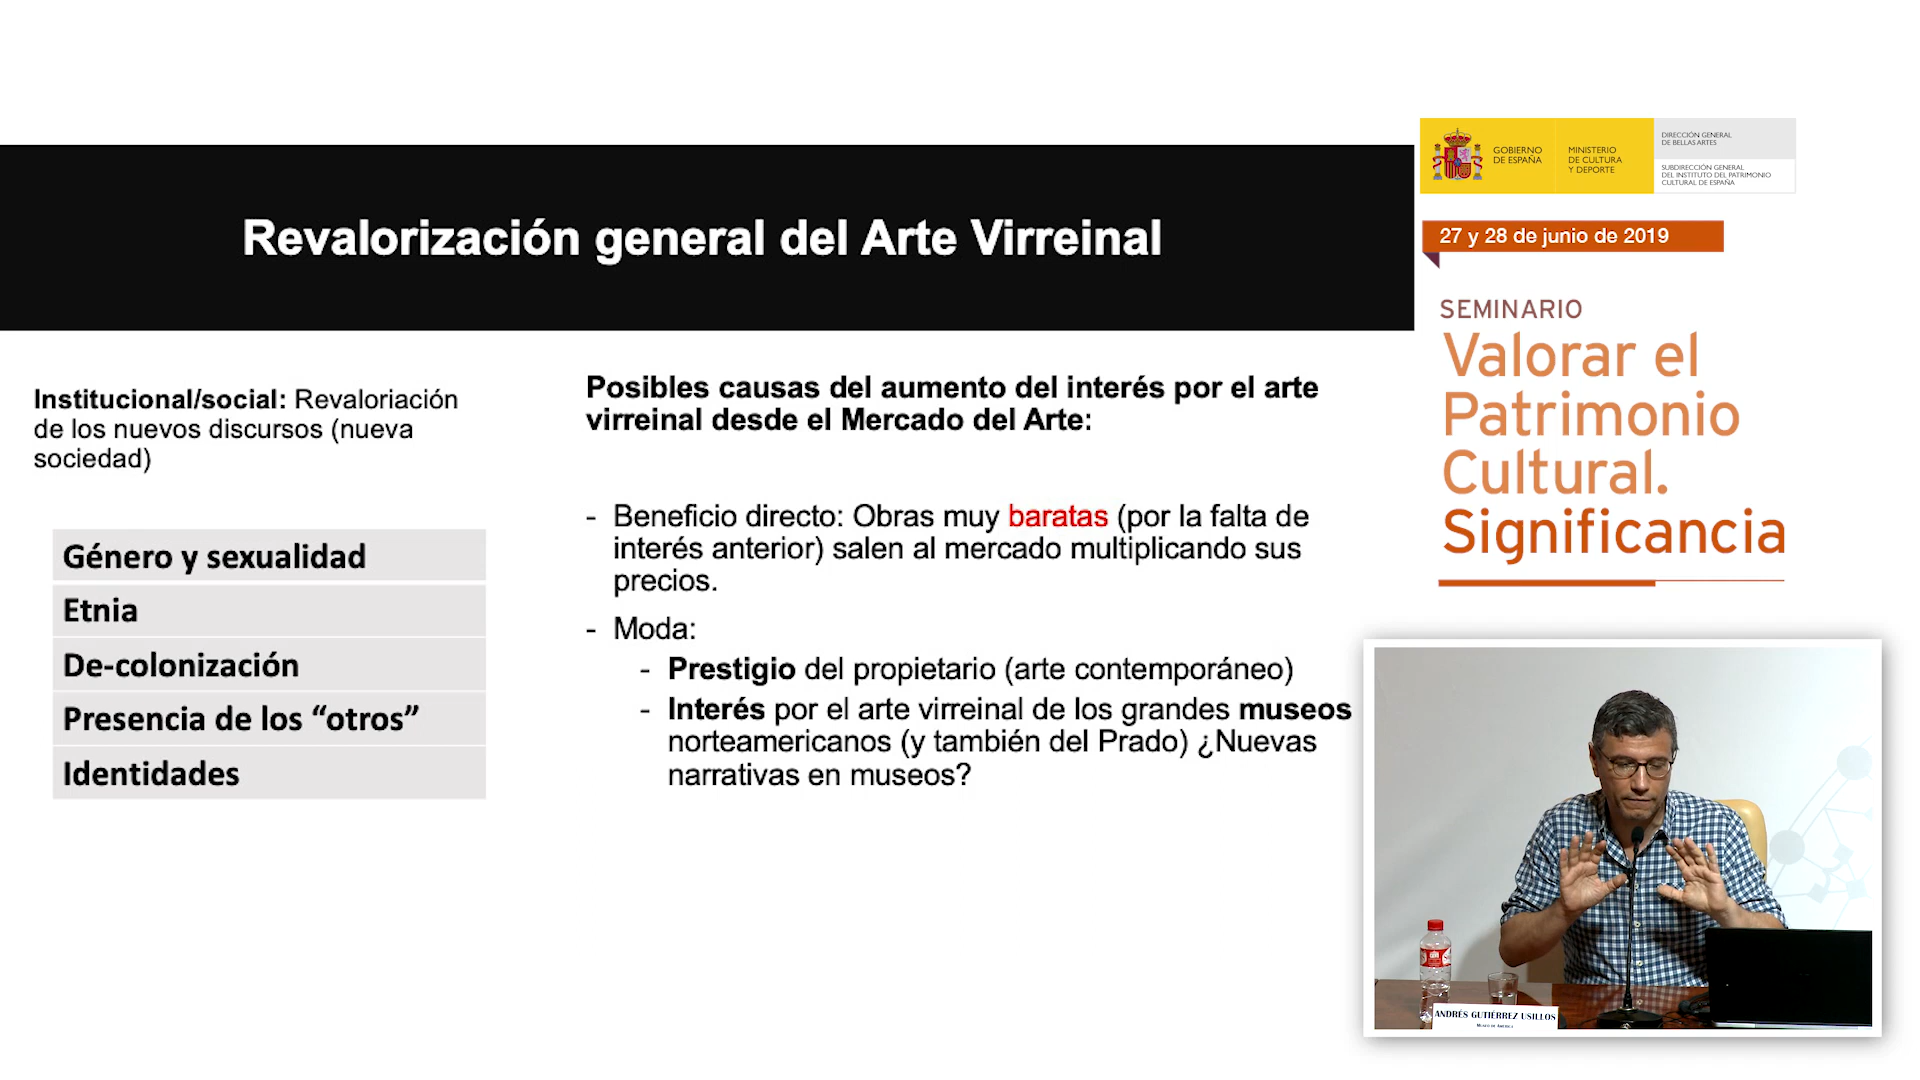 Revalorización general del Arte Virreinal
Institucional/social: Revaloriación
de los nuevos discursos (nueva
sociedad)
Género y sexualidad
Etnia
De-colonización
Presencia de los “otros”
Identidades
Posibles causas del aumento del interés por el arte
virreinal desde el Mercado del Arte:
- Beneficio directo: Obras muy baratas (por la falta de
interés anterior) salen al mercado multiplicando sus
precios.
- Moda:
- Prestigio del propietario (arte contemporáneo)
- Interés por el arte virreinal de los grandes museos
norteamericanos (y también del Prado) ¿Nuevas
narrativas en museos?
GOBIERNO
DE ESPAÑA
MINISTERIO
DE CULTURA
Y DEPORTE
DIRECCIÓN GENERAL
DE BELLAS ARTES
SUBDIRECCIÓN GENERAL
DEL INSTITUTO DEL PATRIMONIO
CULTURAL DE ESPAÑA
27 y 28 de junio de 2019
SEMINARIO
Valorar el
Patrimonio
Cultural.
Significancia
ANDRÉS GUTIÉRREZ USILLOS
MUSEO DE AMÉRICA